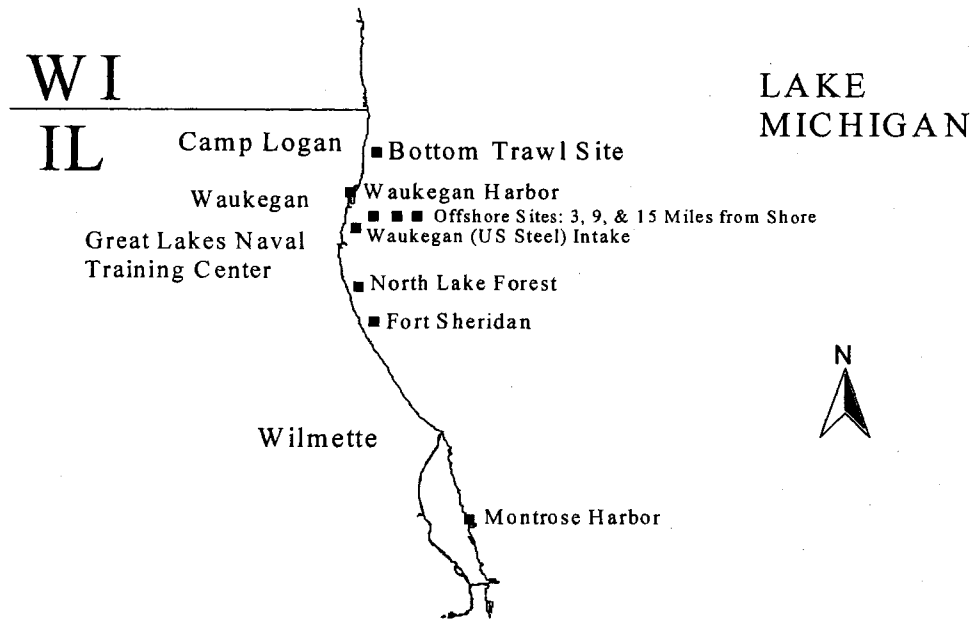 WI
IL
LAKE
MICHIGAN
Camp Logan
Bottom Trawl Site
Waukegan
Waukegan Harbor
Offshore Sites: 3, 9, & 15 Miles from Shore
Waukegan (US Steel) Intake
Great Lakes Naval
Training Center
North Lake Forest
Fort Sheridan
N
Wilmette
Montrose Harbor